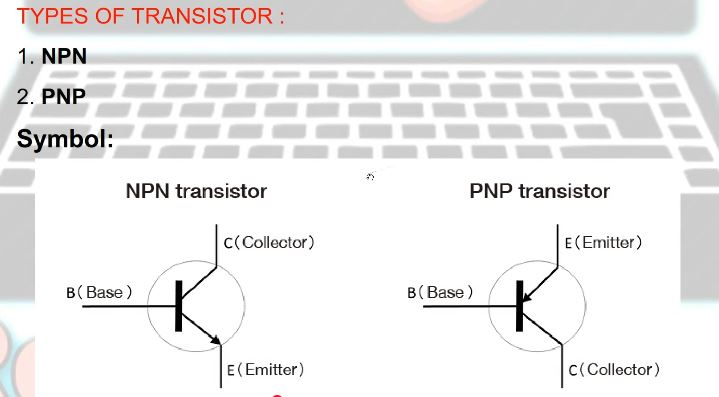 TYPES OF TRANSISTOR :
1. NPN
2. PNP
Symbol:
NPN transistor
PNP transistor
C(Collector)
E(Emitter)
B(Base)
B(Base)
E(Emitter)
C(Collector)